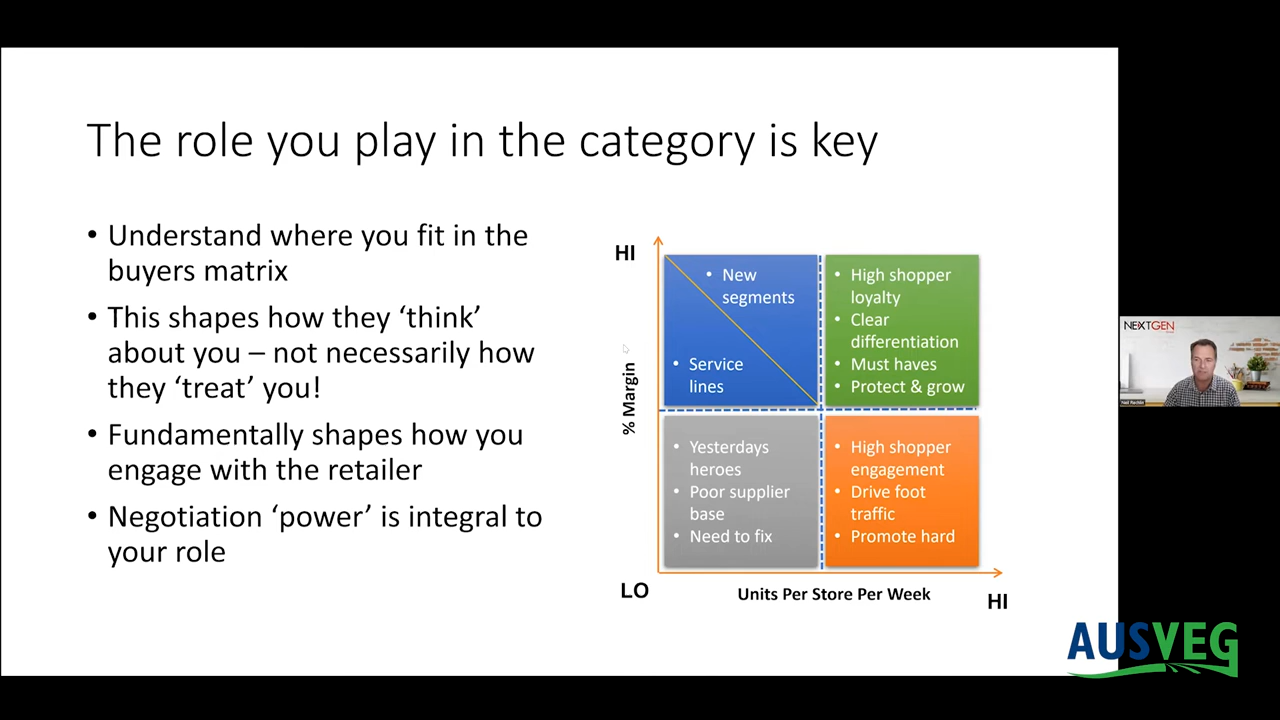 The role you play in the category is key
• Understand where you fit in the
buyers matrix
• This shapes how they ‘think’
about you – not necessarily how
they ‘treat’ you!
• Fundamentally shapes how you
engage with the retailer
• Negotiation ‘power’ is integral to
your role
HI
% Margin
LO
• New
segments
• Service
lines
• High shopper
loyalty
• Clear
differentiation
• Must haves
• Protect & grow
• Yesterdays
heroes
• Poor supplier
base
• Need to fix
• High shopper
engagement
• Drive foot
traffic
• Promote hard
Units Per Store Per Week
HI
NEXTGEN
AUSVEG